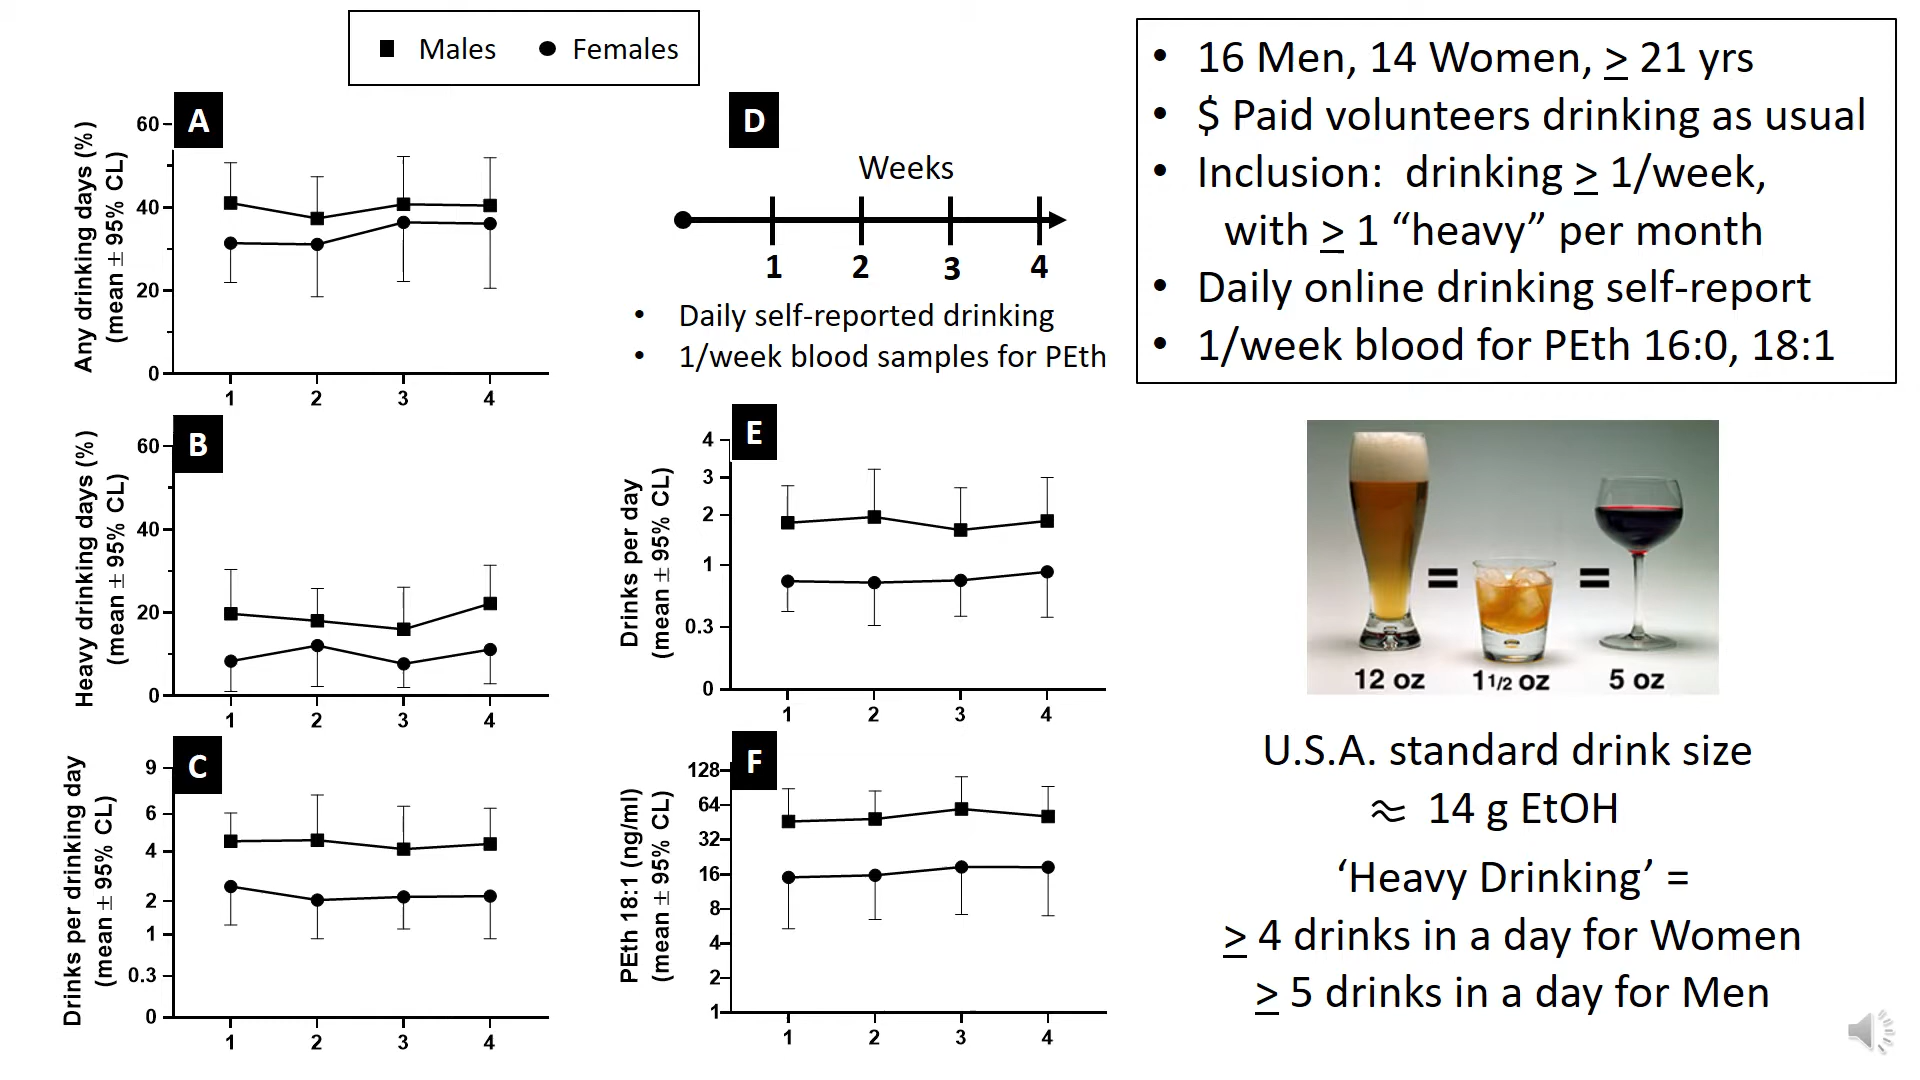 Males Females
A
Any drinking days (%)
(mean ± 95% CL)
60
40
20
0
1 2 3 4
B
Heavy drinking days (%)
(mean ± 95% CL)
60
40
20
0
1 2 3 4
C
Drinks per drinking day
(mean ± 95% CL)
9
6
4
2
1
0.3
0
1 2 3 4
D
Weeks
1 2 3 4
• Daily self-reported drinking
• 1/week blood samples for PEth
E
Drinks per day
(mean ± 95% CL)
4
3
2
1
0.3
0
1 2 3 4
F
PEth 18:1 (ng/ml)
(mean ± 95% CL)
128
64
32
16
8
4
2
1
1 2 3 4
• 16 Men, 14 Women, ≥ 21 yrs
• $ Paid volunteers drinking as usual
• Inclusion: drinking ≥ 1/week,
with ≥ 1 “heavy” per month
• Daily online drinking self-report
• 1/week blood for PEth 16:0, 18:1
= =
12 oz 1 1/2 oz 5 oz
U.S.A. standard drink size
≈ 14 g EtOH
‘Heavy Drinking’ =
≥ 4 drinks in a day for Women
≥ 5 drinks in a day for Men